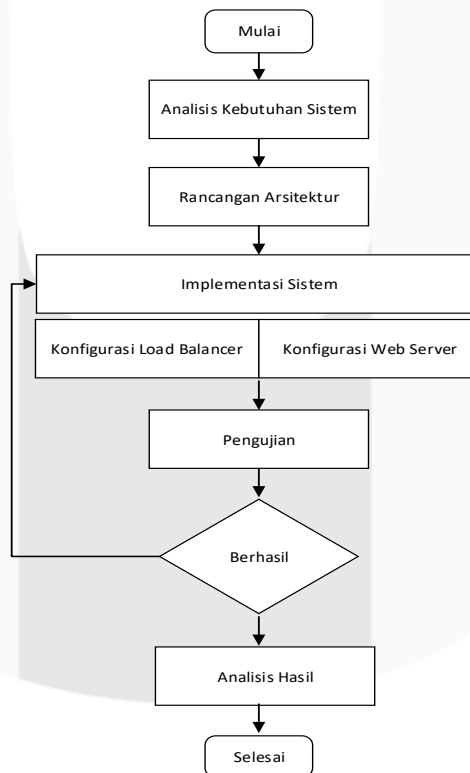 Mulai
Analisis Kebutuhan Sistem
Rancangan Arsitektur
Implementasi Sistem
Konfigurasi Load Balancer
Konfigurasi Web Server
Pengujian
Berhasil
Analisis Hasil
Selesai